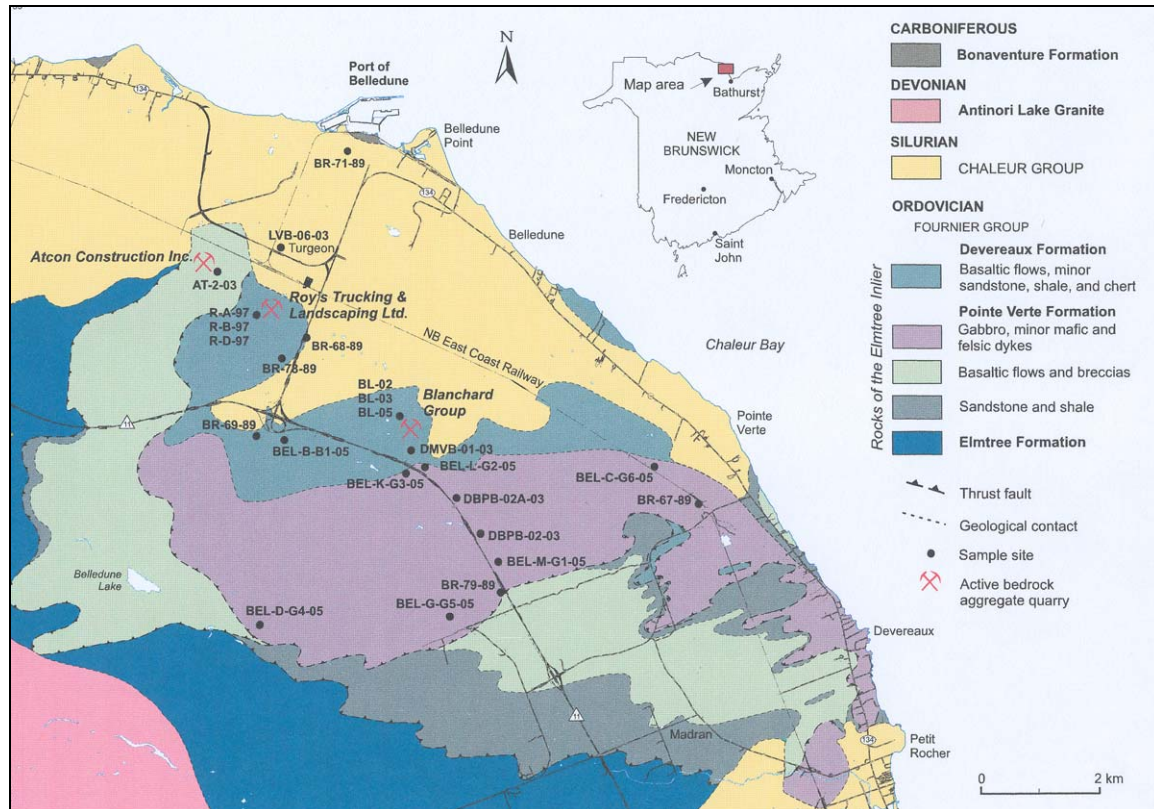 N
Port of
Belledune
134
Belledune
Point
BR-71-89
134
LVB-06-03
Turgeon
Belledune
Atcon Construction Inc.
AT-2-03
Roy's Trucking &
Landscaping Ltd.
R-A-97
R-B-97
R-D-97
BR-68-89
NB East Coast Railway
Chaleur Bay
BR-78-89
BL-02
BL-03
BL-05
Blanchard
Group
Pointe
Verte
11
BR-69-89
BEL-B-B1-05
DMVB-01-03
BEL-L-G2-05
BEL-K-G3-05
BEL-C-G6-05
DBPB-02A-03
BR-67-89
DBPB-02-03
BEL-M-G1-05
Belledune
Lake
BR-79-89
BEL-D-G4-05
BEL-G-G5-05
Devereaux
11
Madran
134
Petit
Rocher
0 2 km
Map area
Bathurst
NEW
BRUNSWICK
Moncton
Fredericton
Saint
John
CARBONIFEROUS
Bonaventure Formation
DEVONIAN
Antinori Lake Granite
SILURIAN
CHALEUR GROUP
ORDOVICIAN
FOURNIER GROUP
Rocks of the Elmtree Inlier
Devereaux Formation
Basaltic flows, minor
sandstone, shale, and chert
Pointe Verte Formation
Gabbro, minor mafic and
felsic dykes
Basaltic flows and breccias
Sandstone and shale
Elmtree Formation
Thrust fault
Geological contact
Sample site
Active bedrock
aggregate quarry